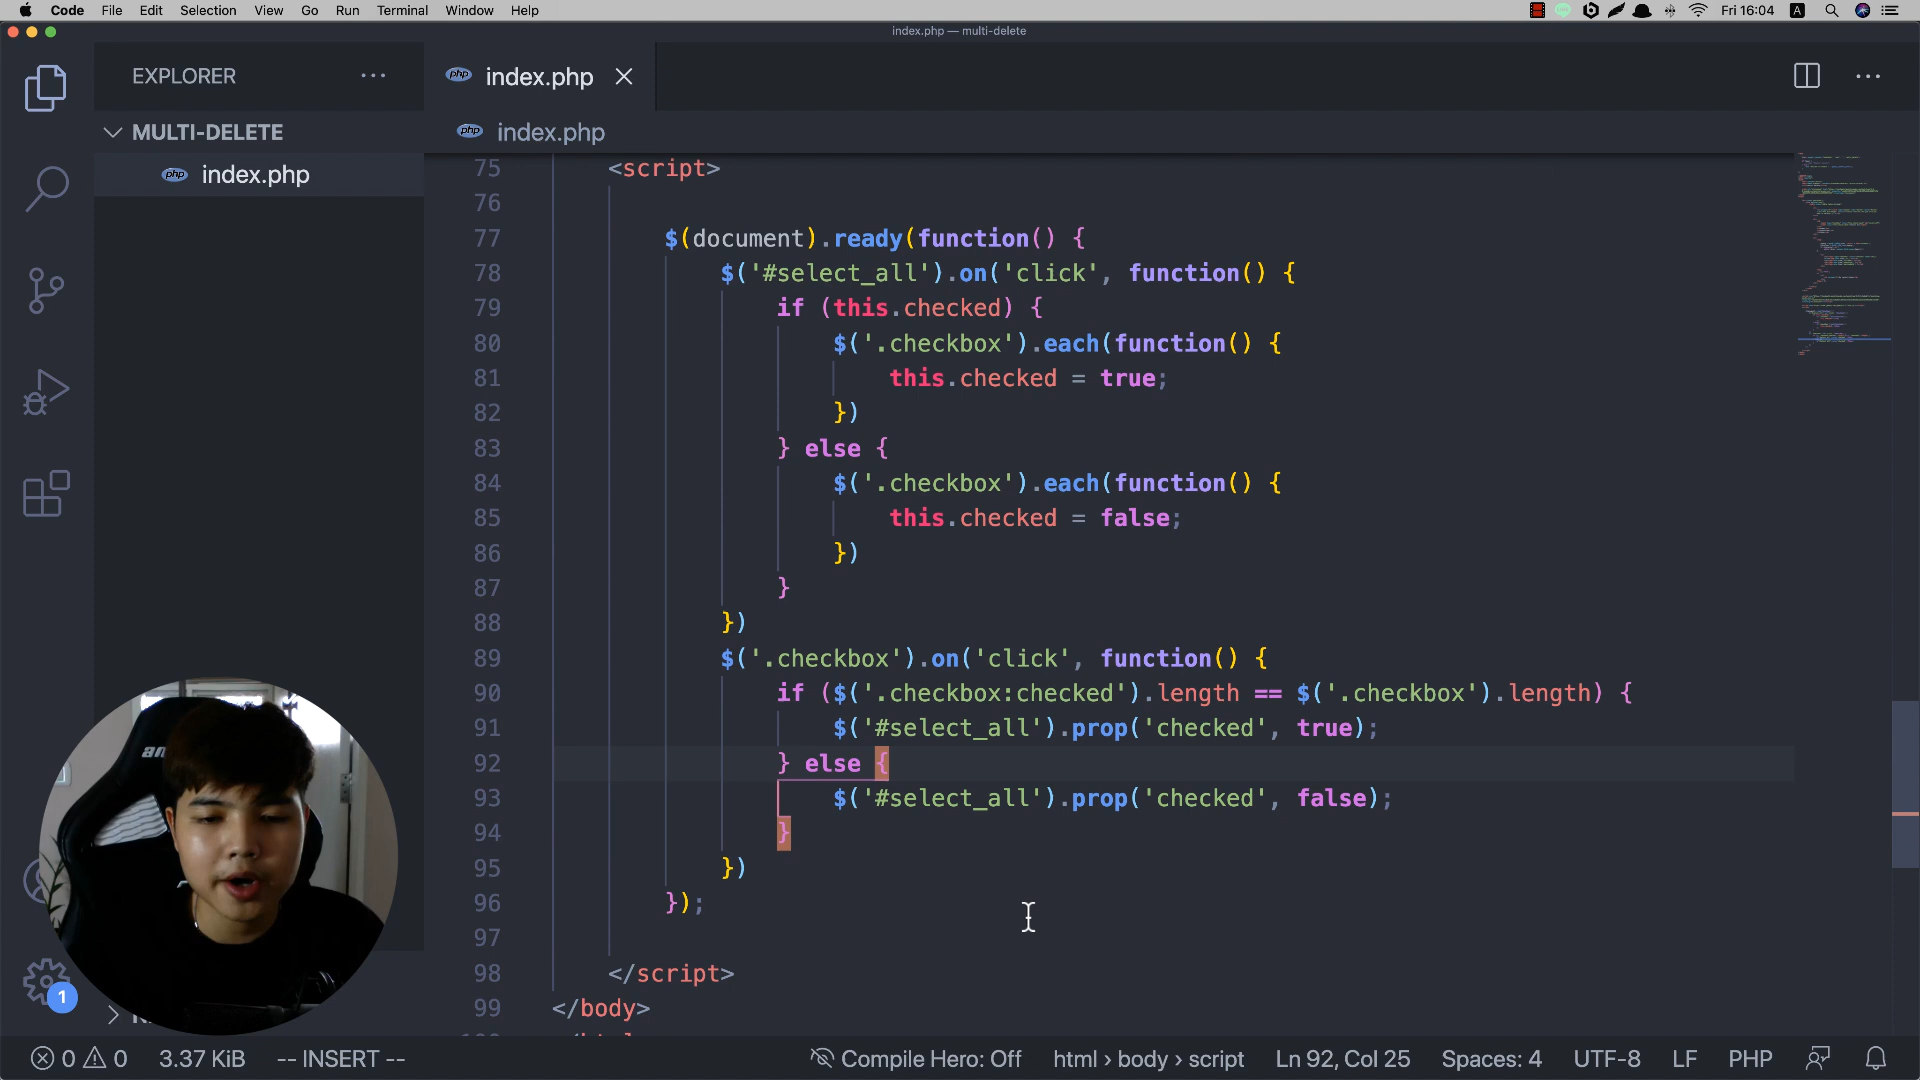 Code File Edit Selection View Go Run Terminal Window Help Fri 16:04 A
index.php — multi-delete
EXPLORER ···
php index.php
MULTI-DELETE
php index.php
php index.php
75 <script>
76
77 $(document).ready(function() {
78 $('#select_all').on('click', function() {
79 if (this.checked) {
80 $('.checkbox').each(function() {
81 this.checked = true;
82 })
83 } else {
84 $('.checkbox').each(function() {
85 this.checked = false;
86 })
87 }
88 })
89 $('.checkbox').on('click', function() {
90 if ($('.checkbox:checked').length == $('.checkbox').length) {
91 $('#select_all').prop('checked', true);
92 } else {
93 $('#select_all').prop('checked', false);
94 }
95 })
96 });
97
98 </script>
99 </body>
1
0 0 3.37 KiB -- INSERT -- Compile Hero: Off html › body › script Ln 92, Col 25 Spaces: 4 UTF-8 LF PHP